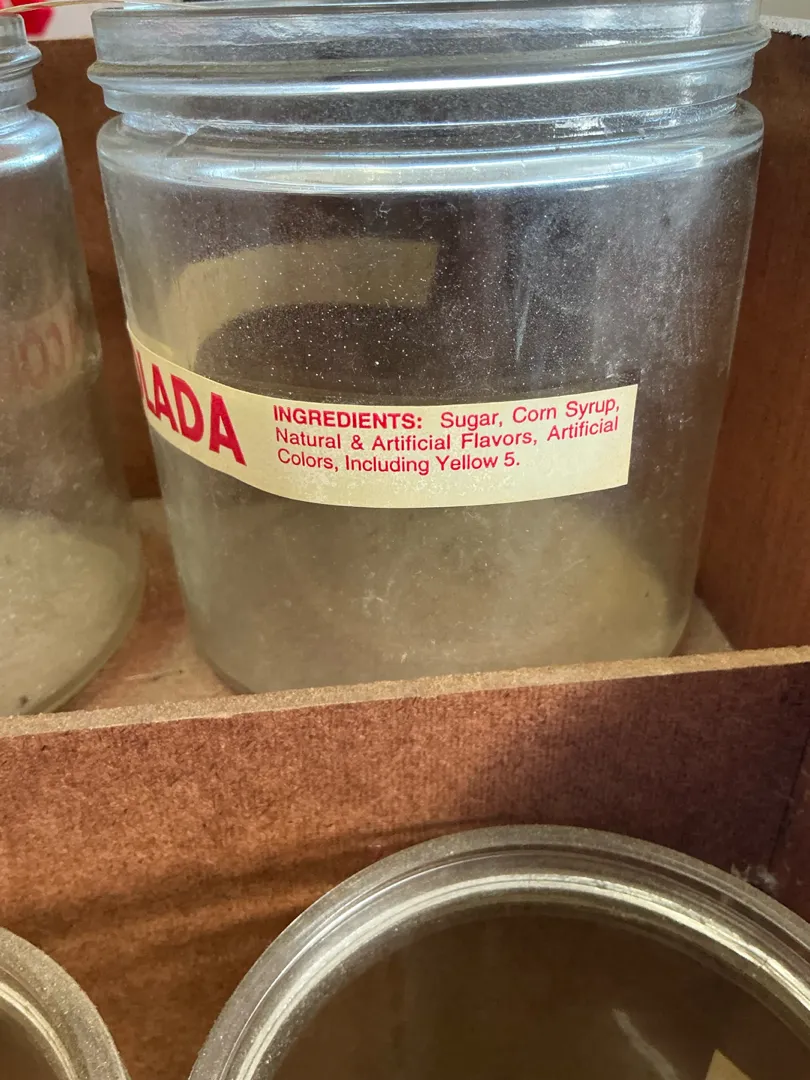 LADA
INGREDIENTS: Sugar, Corn Syrup,
Natural & Artificial Flavors, Artificial
Colors, Including Yellow 5.